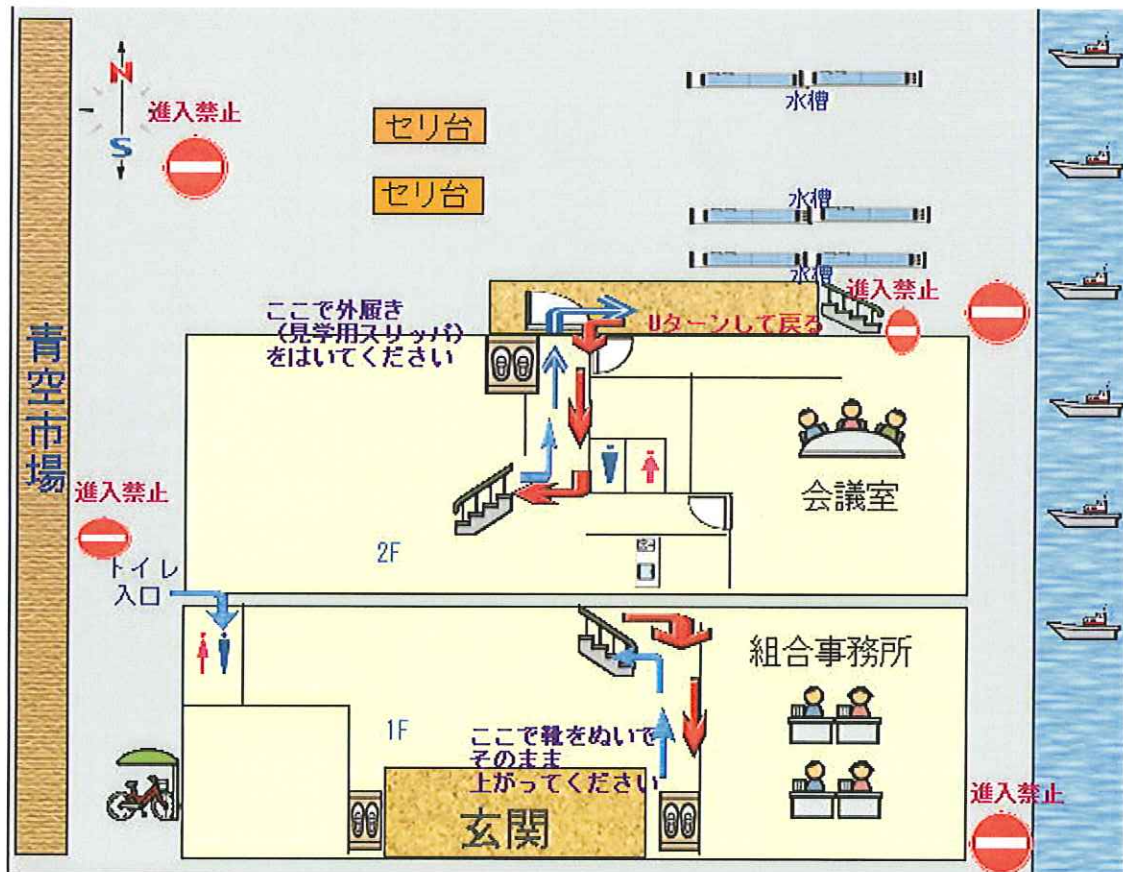 N
S
進入禁止
セリ台
セリ台
水槽
水槽
水槽
進入禁止
ここで外履き
(見学用スリッパ)
をはいてください
Uターンして戻る
青空市場
会議室
進入禁止
2F
トイレ
入口
組合事務所
1F
ここで靴をぬいで
そのまま
上がってください
玄関
進入禁止